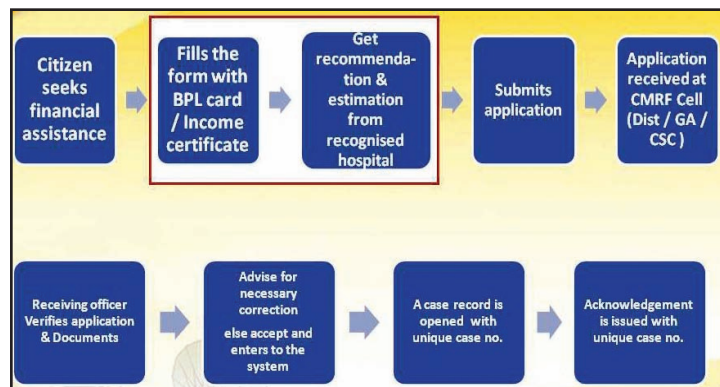 Citizen
seeks
financial
assistance
Fills the
form with
BPL card
/ Income
certificate
Get
recommenda-
tion &
estimation
from
recognised
hospital
Submits
application
Application
received at
CMRF Cell
(Dist / GA /
CSC )
Receiving officer
Verifies application
& Documents
Advise for
necessary
correction
else accept and
enters to the
system
A case record is
opened with
unique case no.
Acknowledgement
is issued with
unique case no.